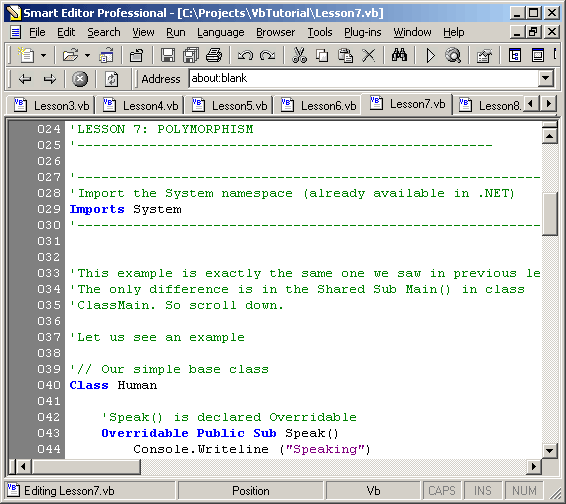 Smart Editor Professional - [C:\Projects\VbTutorial\Lesson7.vb]
File Edit Search View Run Language Browser Tools Plug-ins Window Help
Address about:blank
Lesson3.vb Lesson4.vb Lesson5.vb Lesson6.vb Lesson7.vb Lesson8.
024 'LESSON 7: POLYMORPHISM
025 '----------------------------------------------------
026
027 '----------------------------------------------------------
028 'Import the System namespace (already available in .NET)
029 Imports System
030 '----------------------------------------------------------
031
032
033 'This example is exactly the same one we saw in previous le
034 'The only difference is in the Shared Sub Main() in class
035 'ClassMain. So scroll down.
036
037 'Let us see an example
038
039 '// Our simple base class
040 Class Human
041
042     'Speak() is declared Overridable
043     Overridable Public Sub Speak()
044         Console.Writeline ("Speaking")
Editing Lesson7.vb Position Vb CAPS INS NUM